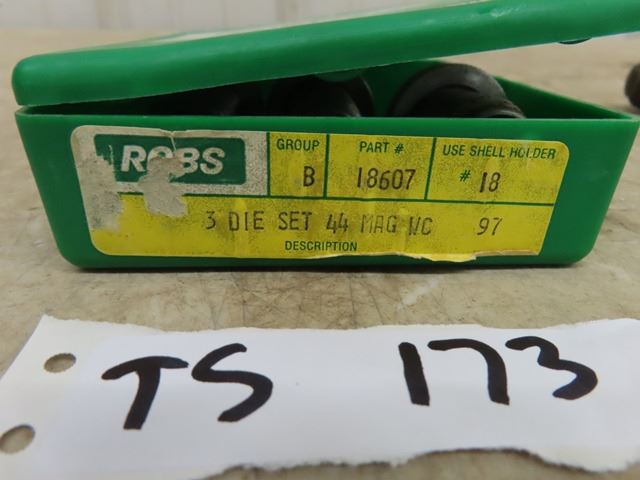 RCBS
GROUP PART # USE SHELL HOLDER
B 18607 # 18
3 DIE SET 44 MAG WC 97
DESCRIPTION
TS 173